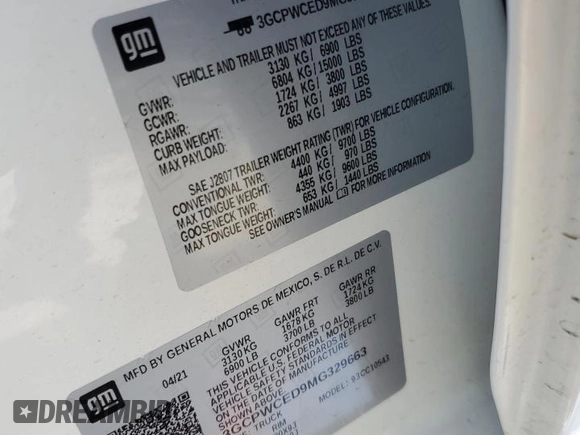 gm
3GCPWCED9MG
VEHICLE AND TRAILER MUST NOT EXCEED ANY OF THESE VALUES
GVWR: 3130 KG / 6900 LBS
GCWR: 6804 KG / 15000 LBS
RGAWR: 1724 KG / 3800 LBS
CURB WEIGHT: 2267 KG / 4997 LBS
MAX PAYLOAD: 863 KG / 1903 LBS
SAE J2807 TRAILER WEIGHT RATING (TWR) FOR VEHICLE CONFIGURATION.
CONVENTIONAL TWR: 4400 KG / 9700 LBS
MAX TONGUE WEIGHT: 440 KG / 970 LBS
GOOSENECK TWR: 4355 KG / 9600 LBS
MAX TONGUE WEIGHT: 653 KG / 1440 LBS
SEE OWNER'S MANUAL FOR MORE INFORMATION
gm
MFD BY GENERAL MOTORS DE MEXICO, S. DE R.L. DE C.V.
04/21 GVWR GAWR FRT GAWR RR
3130 KG 1678 KG 1724 KG
6900 LB 3700 LB 3800 LB
THIS VEHICLE CONFORMS TO ALL
APPLICABLE U.S. FEDERAL MOTOR
VEHICLE SAFETY STANDARDS IN EFFECT
ON THE DATE OF MANUFACTURE
3GCPWCED9MG329663
TRUCK
RIM
DREAMBID